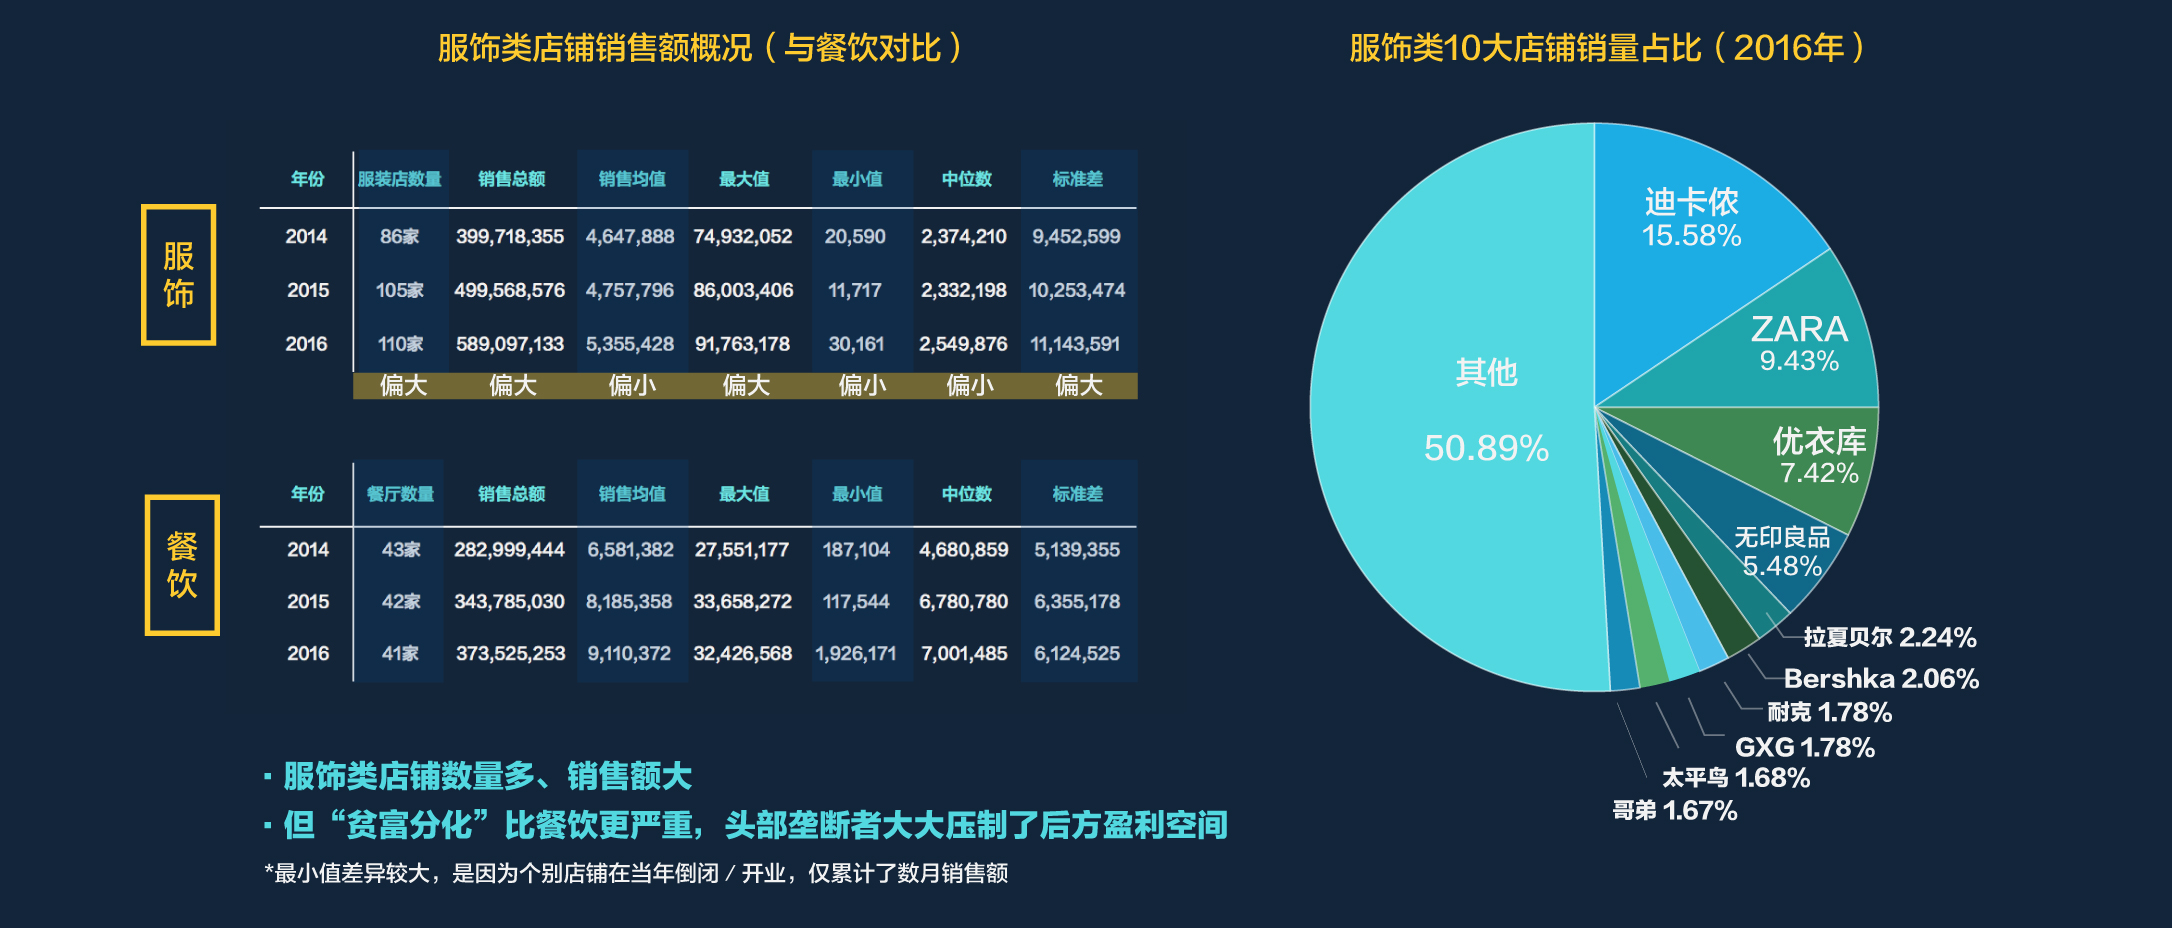 服饰类店铺销售额概况（与餐饮对比）
服饰
年份 服装店数量 销售总额 销售均值 最大值 最小值 中位数 标准差
2014 86家 399,718,355 4,647,888 74,932,052 20,590 2,374,210 9,452,599
2015 105家 499,568,576 4,757,796 86,003,406 11,717 2,332,198 10,253,474
2016 110家 589,097,133 5,355,428 91,763,178 30,161 2,549,876 11,143,591
偏大 偏大 偏小 偏大 偏小 偏小 偏大
餐饮
年份 餐厅数量 销售总额 销售均值 最大值 最小值 中位数 标准差
2014 43家 282,999,444 6,581,382 27,551,177 187,104 4,680,859 5,139,355
2015 42家 343,785,030 8,185,358 33,658,272 117,544 6,780,780 6,355,178
2016 41家 373,525,253 9,110,372 32,426,568 1,926,171 7,001,485 6,124,525
· 服饰类店铺数量多、销售额大
· 但“贫富分化”比餐饮更严重，头部垄断者大大压制了后方盈利空间
*最小值差异较大，是因为个别店铺在当年倒闭 / 开业，仅累计了数月销售额
服饰类10大店铺销量占比（2016年）
迪卡侬
15.58%
ZARA
9.43%
优衣库
7.42%
无印良品
5.48%
拉夏贝尔 2.24%
Bershka 2.06%
耐克 1.78%
GXG 1.78%
太平鸟 1.68%
哥弟 1.67%
其他
50.89%